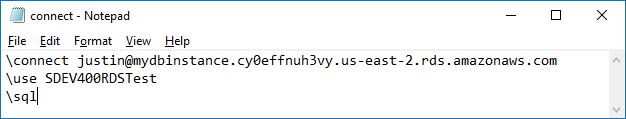 connect - Notepad
File Edit Format View Help
\connect justin@mydbinstance.cy0effnuh3vy.us-east-2.rds.amazonaws.com
\use SDEV400RDSTest
\sql